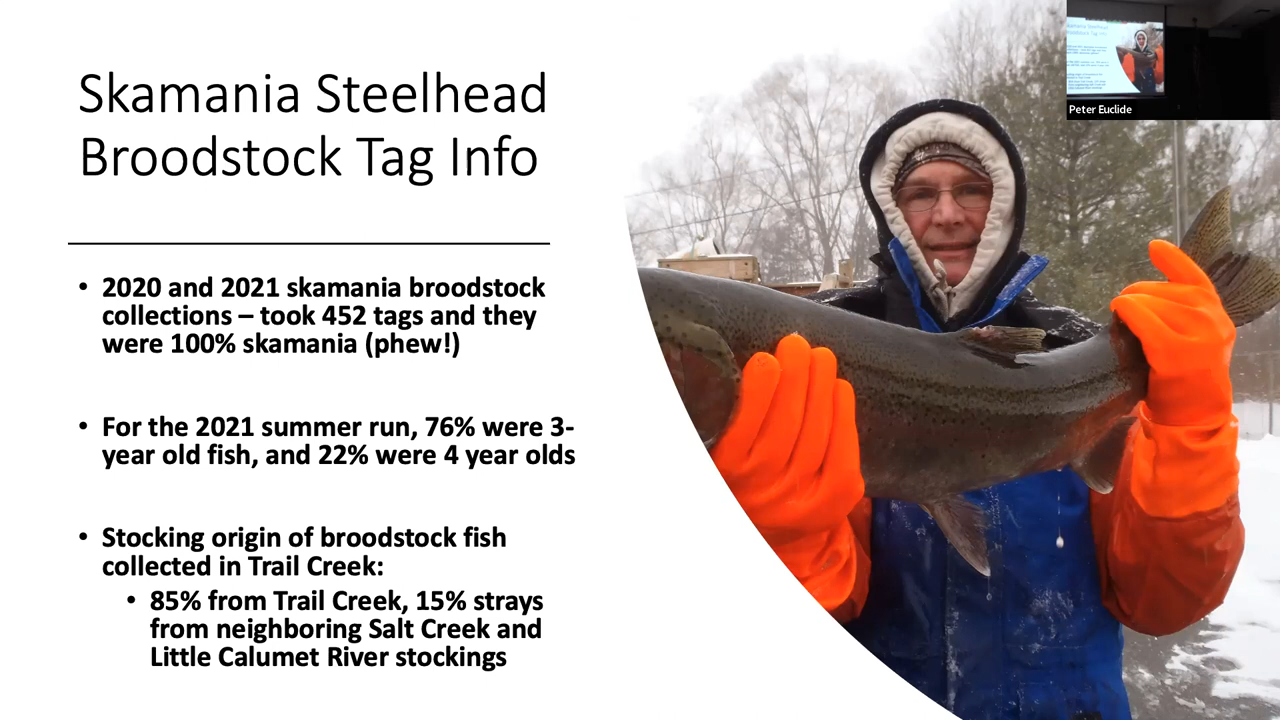 Skamania Steelhead
Broodstock Tag Info
Peter Euclide
• 2020 and 2021 skamania broodstock
collections – took 452 tags and they
were 100% skamania (phew!)
• For the 2021 summer run, 76% were 3-
year old fish, and 22% were 4 year olds
• Stocking origin of broodstock fish
collected in Trail Creek:
• 85% from Trail Creek, 15% strays
from neighboring Salt Creek and
Little Calumet River stockings